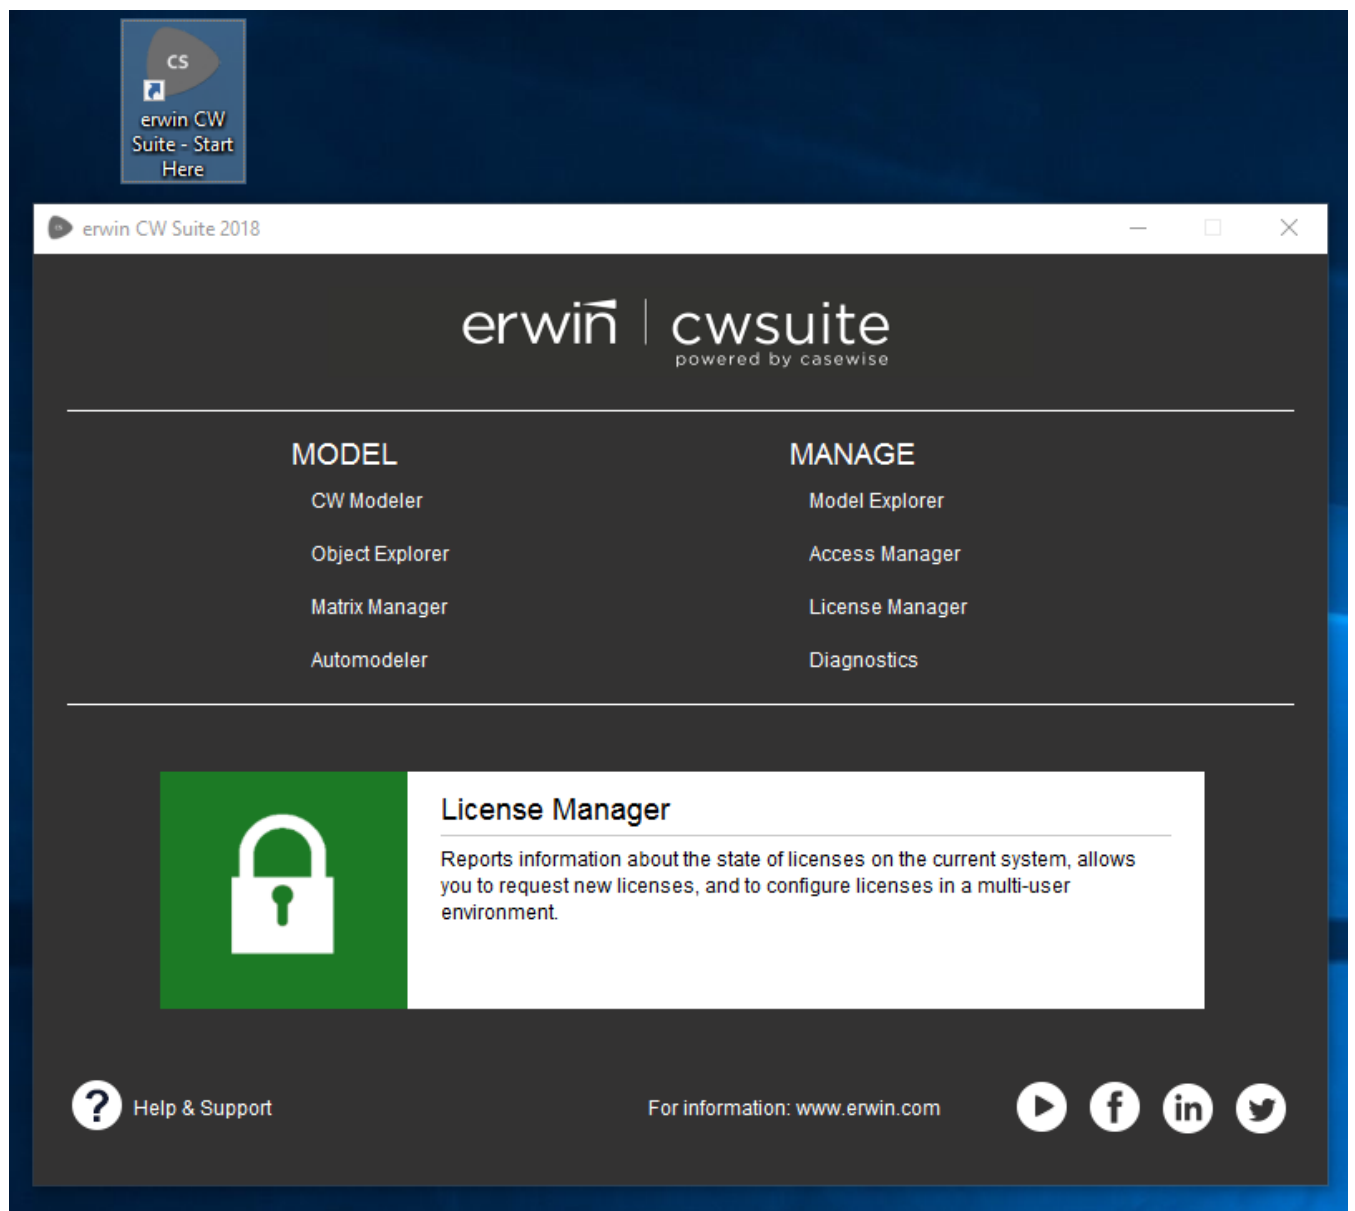 cs
erwin CW
Suite - Start
Here
erwin CW Suite 2018
erwin | cwsuite
powered by casewise
MODEL
MANAGE
CW Modeler
Model Explorer
Object Explorer
Access Manager
Matrix Manager
License Manager
Automodeler
Diagnostics
License Manager
Reports information about the state of licenses on the current system, allows
you to request new licenses, and to configure licenses in a multi-user
environment.
? Help & Support
For information: www.erwin.com
f
in